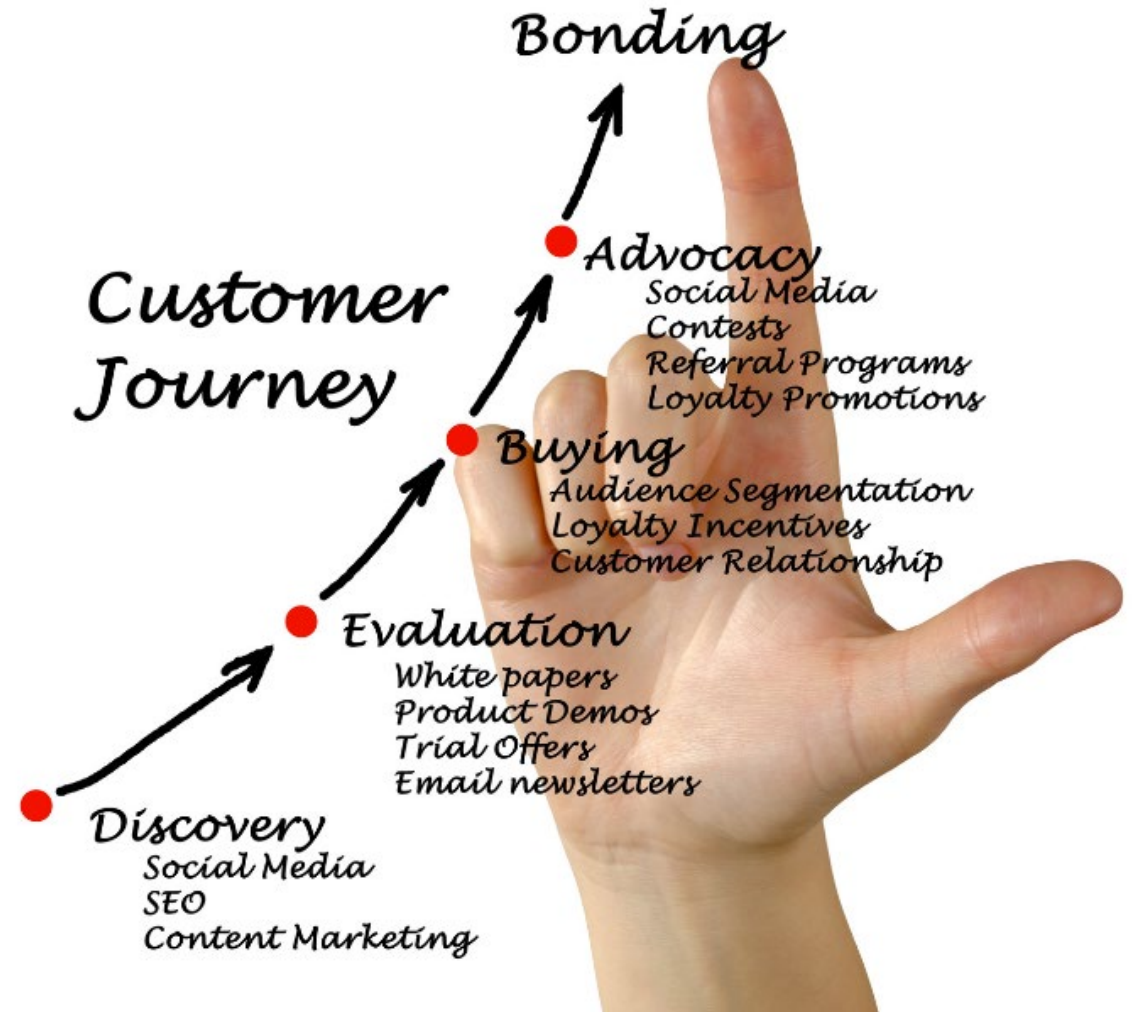 Bonding
Advocacy
Social Media
Contests
Referral Programs
Loyalty Promotions
Customer
Journey
Buying
Audience Segmentation
Loyalty Incentives
Customer Relationship
Evaluation
White papers
Product Demos
Trial Offers
Email newsletters
Discovery
Social Media
SEO
Content Marketing